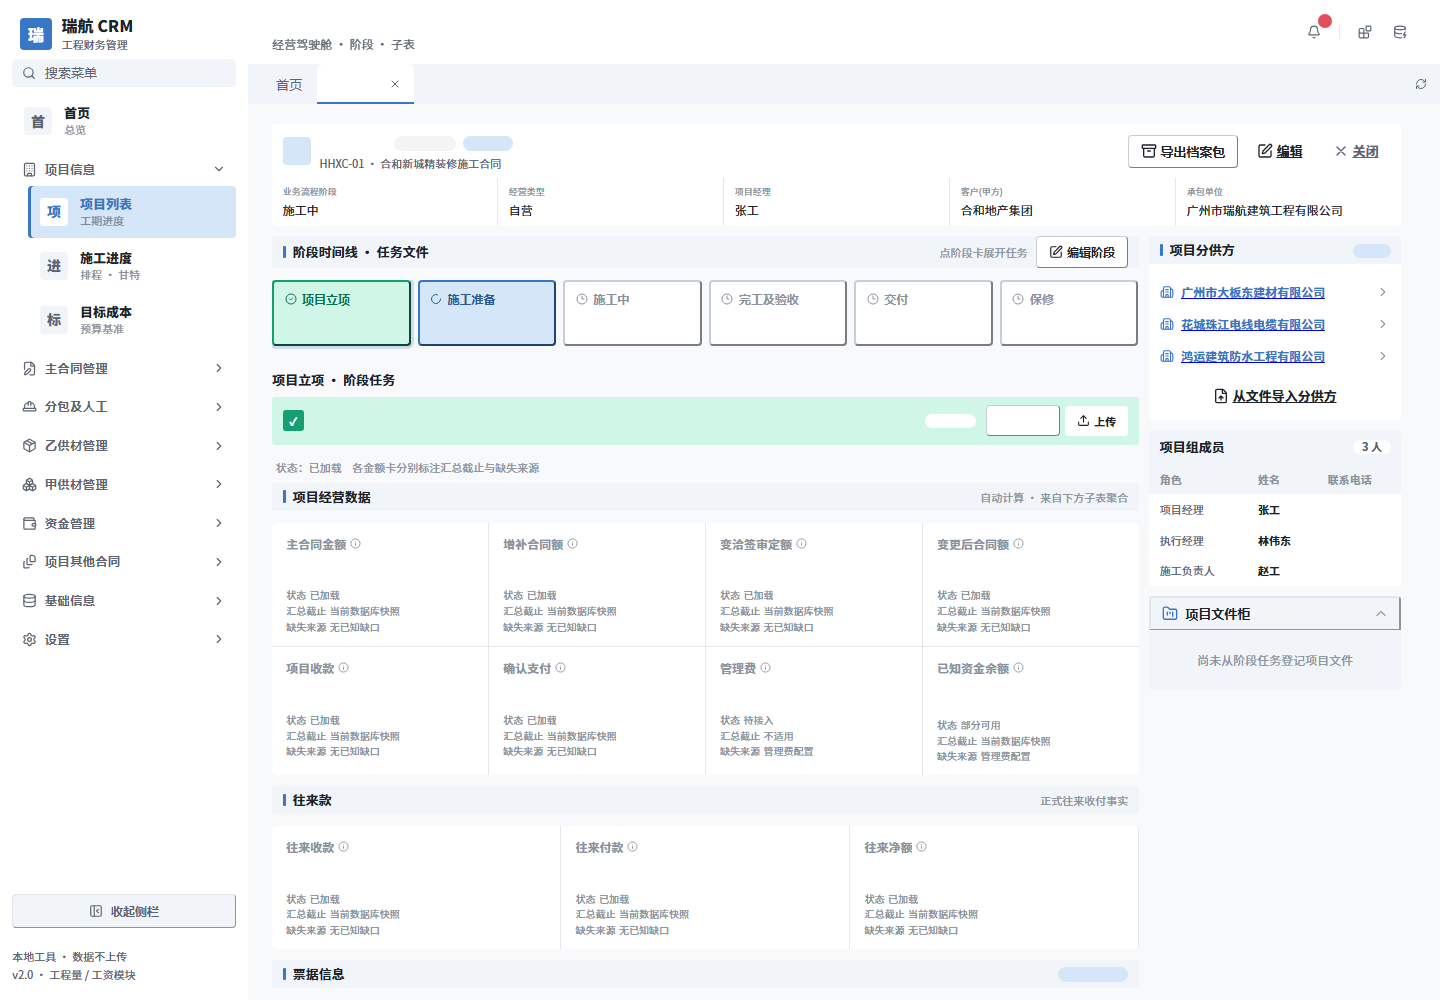 瑞
瑞航 CRM
工程财务管理
搜索菜单
首
首页
总览
项目信息
项
项目列表
工期进度
进
施工进度
排程 · 甘特
标
目标成本
预算基准
主合同管理
分包及人工
乙供材管理
甲供材管理
资金管理
项目其他合同
基础信息
设置
收起侧栏
本地工具 · 数据不上传
v2.0 · 工程量 / 工资模块
经营驾驶舱 · 阶段 · 子表
首页
HHXC-01 · 合和新城精装修施工合同
导出档案包
编辑
关闭
业务流程阶段
施工中
经营类型
自营
项目经理
张工
客户(甲方)
合和地产集团
承包单位
广州市瑞航建筑工程有限公司
阶段时间线 · 任务文件
点阶段卡展开任务
编辑阶段
项目立项
施工准备
施工中
完工及验收
交付
保修
项目立项 · 阶段任务
上传
状态：已加载 各金额卡分别标注汇总截止与缺失来源
项目经营数据
自动计算 · 来自下方子表聚合
主合同金额
状态 已加载
汇总截止 当前数据库快照
缺失来源 无已知缺口
增补合同额
状态 已加载
汇总截止 当前数据库快照
缺失来源 无已知缺口
变洽签审定额
状态 已加载
汇总截止 当前数据库快照
缺失来源 无已知缺口
变更后合同额
状态 已加载
汇总截止 当前数据库快照
缺失来源 无已知缺口
项目收款
状态 已加载
汇总截止 当前数据库快照
缺失来源 无已知缺口
确认支付
状态 已加载
汇总截止 当前数据库快照
缺失来源 无已知缺口
管理费
状态 待接入
汇总截止 不适用
缺失来源 管理费配置
已知资金余额
状态 部分可用
汇总截止 当前数据库快照
缺失来源 管理费配置
往来款
正式往来收付事实
往来收款
状态 已加载
汇总截止 当前数据库快照
缺失来源 无已知缺口
往来付款
状态 已加载
汇总截止 当前数据库快照
缺失来源 无已知缺口
往来净额
状态 已加载
汇总截止 当前数据库快照
缺失来源 无已知缺口
票据信息
项目分供方
广州市大板东建材有限公司
花城珠江电线电缆有限公司
鸿运建筑防水工程有限公司
从文件导入分供方
项目组成员
3 人
角色 姓名 联系电话
项目经理 张工
执行经理 林伟东
施工负责人 赵工
项目文件柜
尚未从阶段任务登记项目文件